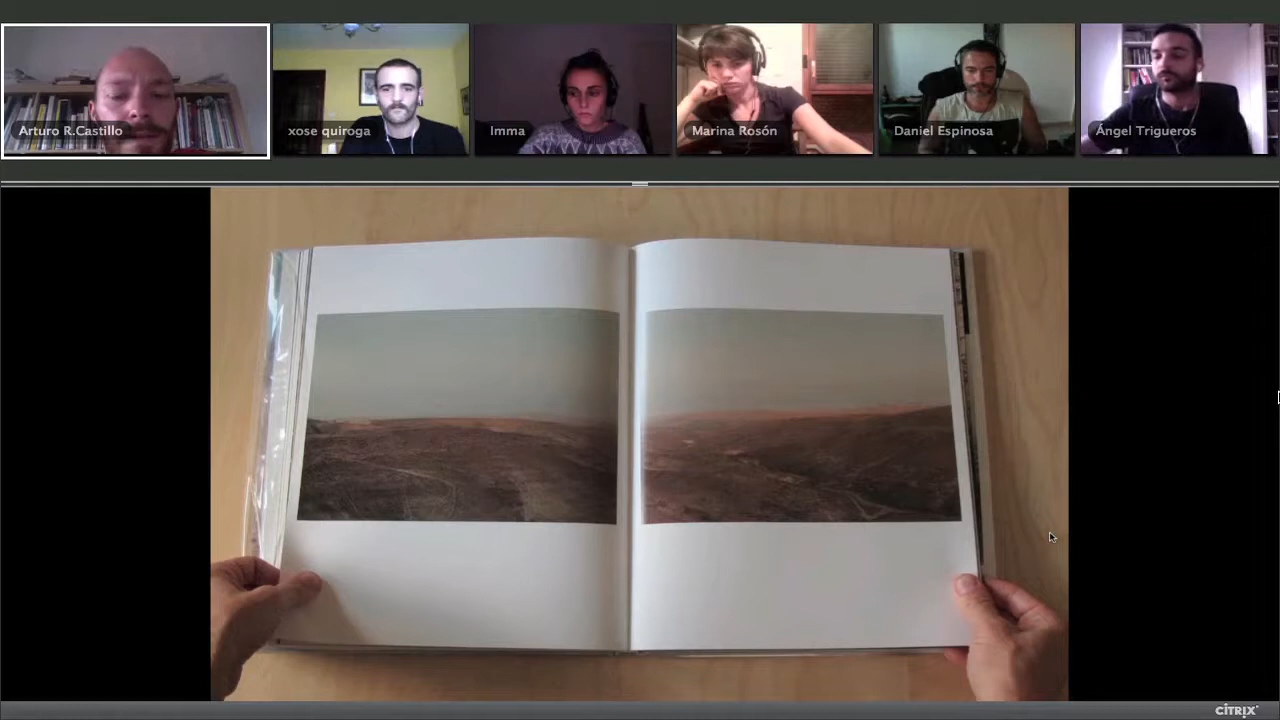 Arturo R.Castillo
xose quiroga
Imma
Marina Rosón
Daniel Espinosa
Ángel Trigueros
CITRIX